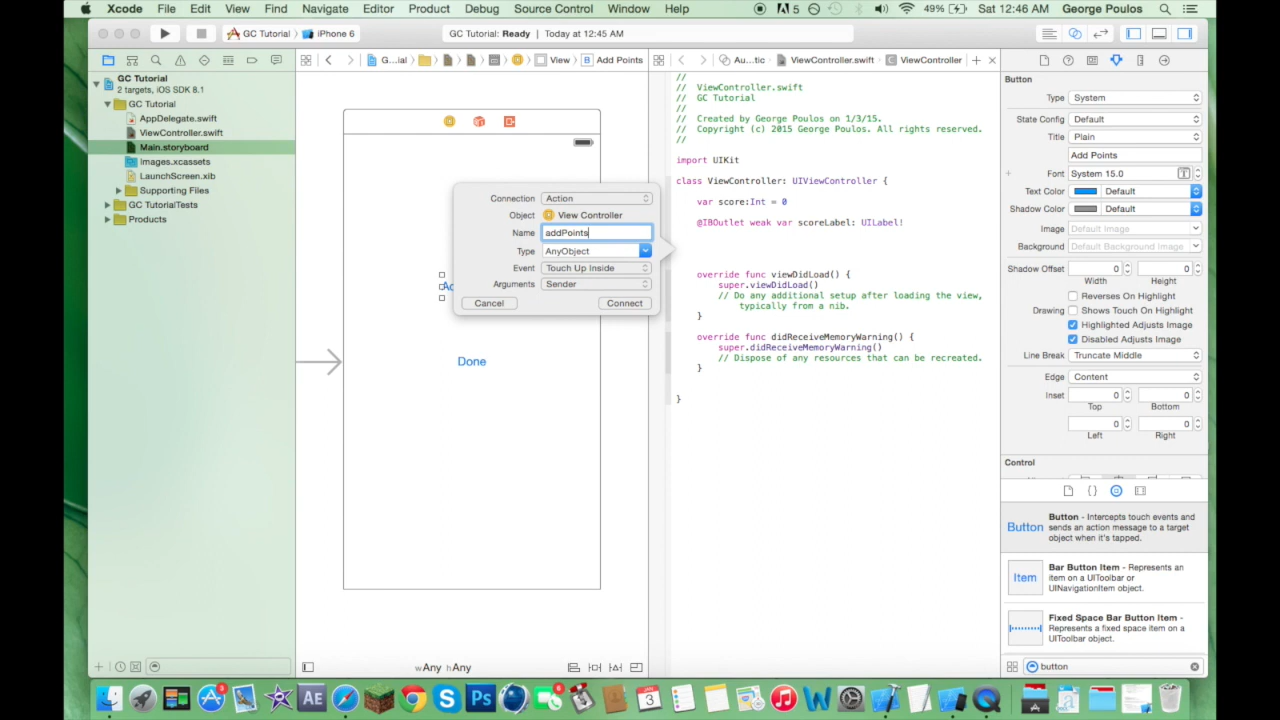 Xcode File Edit View Find Navigate Editor Product Debug Source Control Window Help 5 49% Sat 12:46 AM George Poulos
GC Tutorial iPhone 6 GC Tutorial: Ready Today at 12:45 AM
G...ial View Add Points Au...tic ViewController.swift ViewController
GC Tutorial
2 targets, iOS SDK 8.1
GC Tutorial
AppDelegate.swift
ViewController.swift
Main.storyboard
Images.xcassets
LaunchScreen.xib
Supporting Files
GC TutorialTests
Products
Connection Action
Object View Controller
Name addPoints
Type AnyObject
Event Touch Up Inside
Arguments Sender
Cancel Connect
Done
wAny hAny
//
// ViewController.swift
// GC Tutorial
//
// Created by George Poulos on 1/3/15.
// Copyright (c) 2015 George Poulos. All rights reserved.
//
import UIKit
class ViewController: UIViewController {
var score:Int = 0
@IBOutlet weak var scoreLabel: UILabel!
override func viewDidLoad() {
super.viewDidLoad()
// Do any additional setup after loading the view,
typically from a nib.
}
override func didReceiveMemoryWarning() {
super.didReceiveMemoryWarning()
// Dispose of any resources that can be recreated.
}
}
Button
Type System
State Config Default
Title Plain
Add Points
Font System 15.0
Text Color Default
Shadow Color Default
Image Default Image
Background Default Background Image
Shadow Offset 0 0
Width Height
Reverses On Highlight
Drawing Shows Touch On Highlight
Highlighted Adjusts Image
Disabled Adjusts Image
Line Break Truncate Middle
Edge Content
Inset 0 0
Top Bottom
0 0
Left Right
Control
Button
Button - Intercepts touch events and
sends an action message to a target
object when it's tapped.
Item
Bar Button Item - Represents an
item on a UIToolbar or
UINavigationItem object.
Fixed Space Bar Button Item -
Represents a fixed space item on a
UIToolbar object.
button
AE
Ps
3